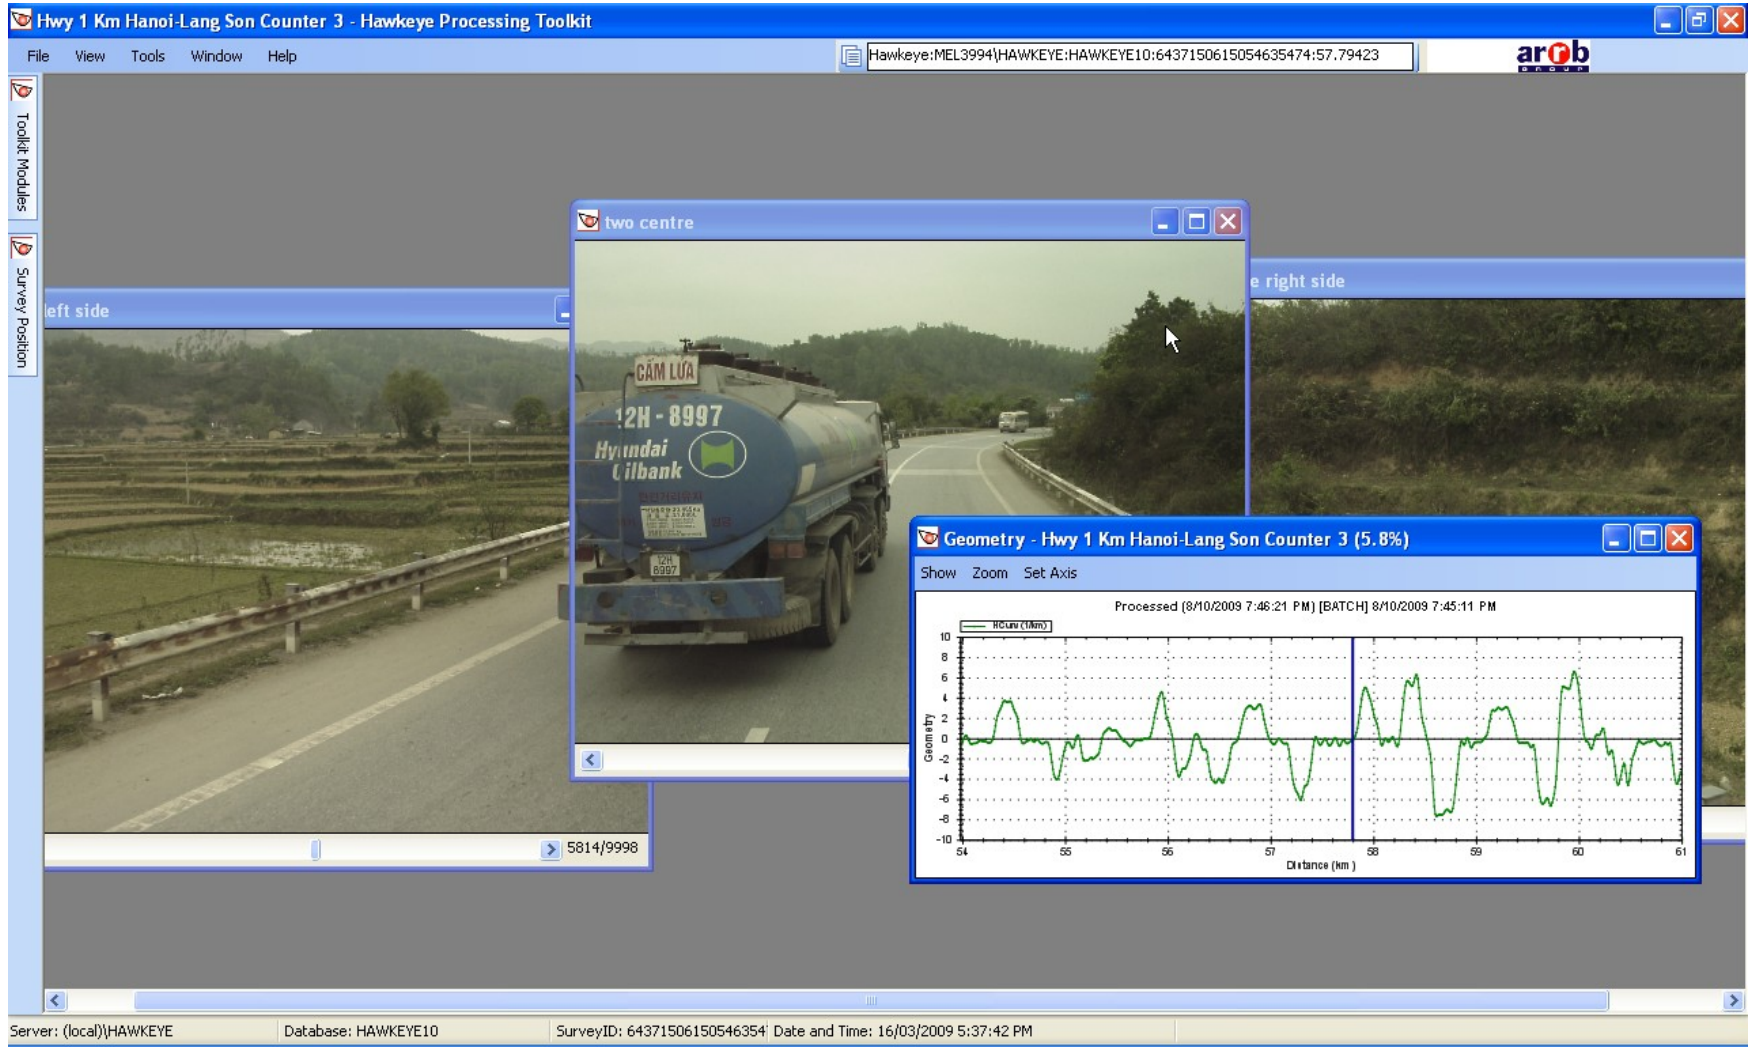 Hwy 1 Km Hanoi-Lang Son Counter 3 - Hawkeye Processing Toolkit
File View Tools Window Help
Hawkeye:MEL3994\HAWKEYE:HAWKEYE10:6437150615054635474:57.79423
arrb
GROUP
Toolkit Modules
Survey Position
left side
5814/9998
two centre
CẤM LỬA
12H - 8997
Hyundai
Oilbank
12H
8997
e right side
Geometry - Hwy 1 Km Hanoi-Lang Son Counter 3 (5.8%)
Show Zoom Set Axis
Processed (8/10/2009 7:46:21 PM) [BATCH] 8/10/2009 7:45:11 PM
HCurv (1/km)
10
8
6
4
2
0
-2
-4
-6
-8
-10
Geometry
54 55 56 57 58 59 60 61
Distance (km)
Server: (local)\HAWKEYE Database: HAWKEYE10 SurveyID: 64371506150546354 Date and Time: 16/03/2009 5:37:42 PM